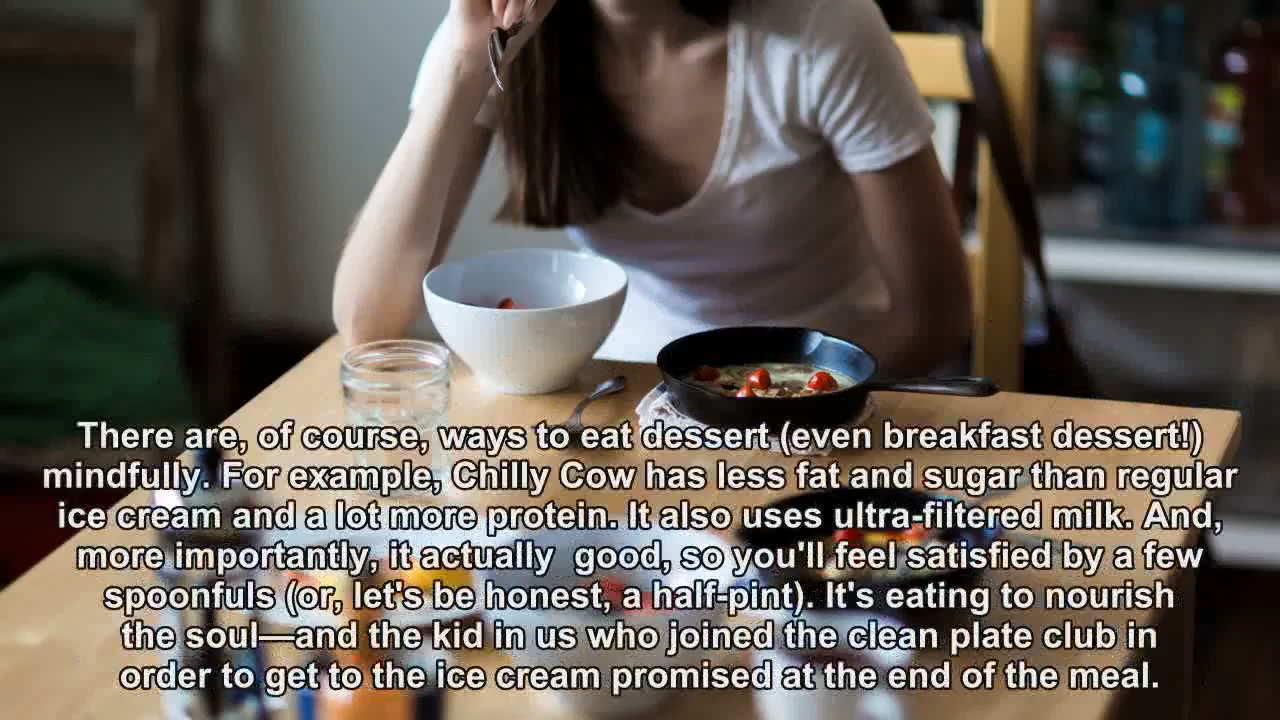 There are, of course, ways to eat dessert (even breakfast dessert!)
mindfully. For example, Chilly Cow has less fat and sugar than regular
ice cream and a lot more protein. It also uses ultra-filtered milk. And,
more importantly, it actually  good, so you'll feel satisfied by a few
spoonfuls (or, let's be honest, a half-pint). It's eating to nourish
the soul—and the kid in us who joined the clean plate club in
order to get to the ice cream promised at the end of the meal.